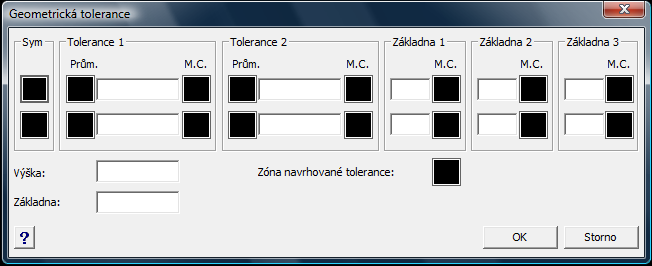 Geometrická tolerance
Sym Tolerance 1 Tolerance 2 Základna 1 Základna 2 Základna 3
Prům. M.C. Prům. M.C. M.C. M.C. M.C.
Výška: Zóna navrhované tolerance:
Základna:
? OK Storno